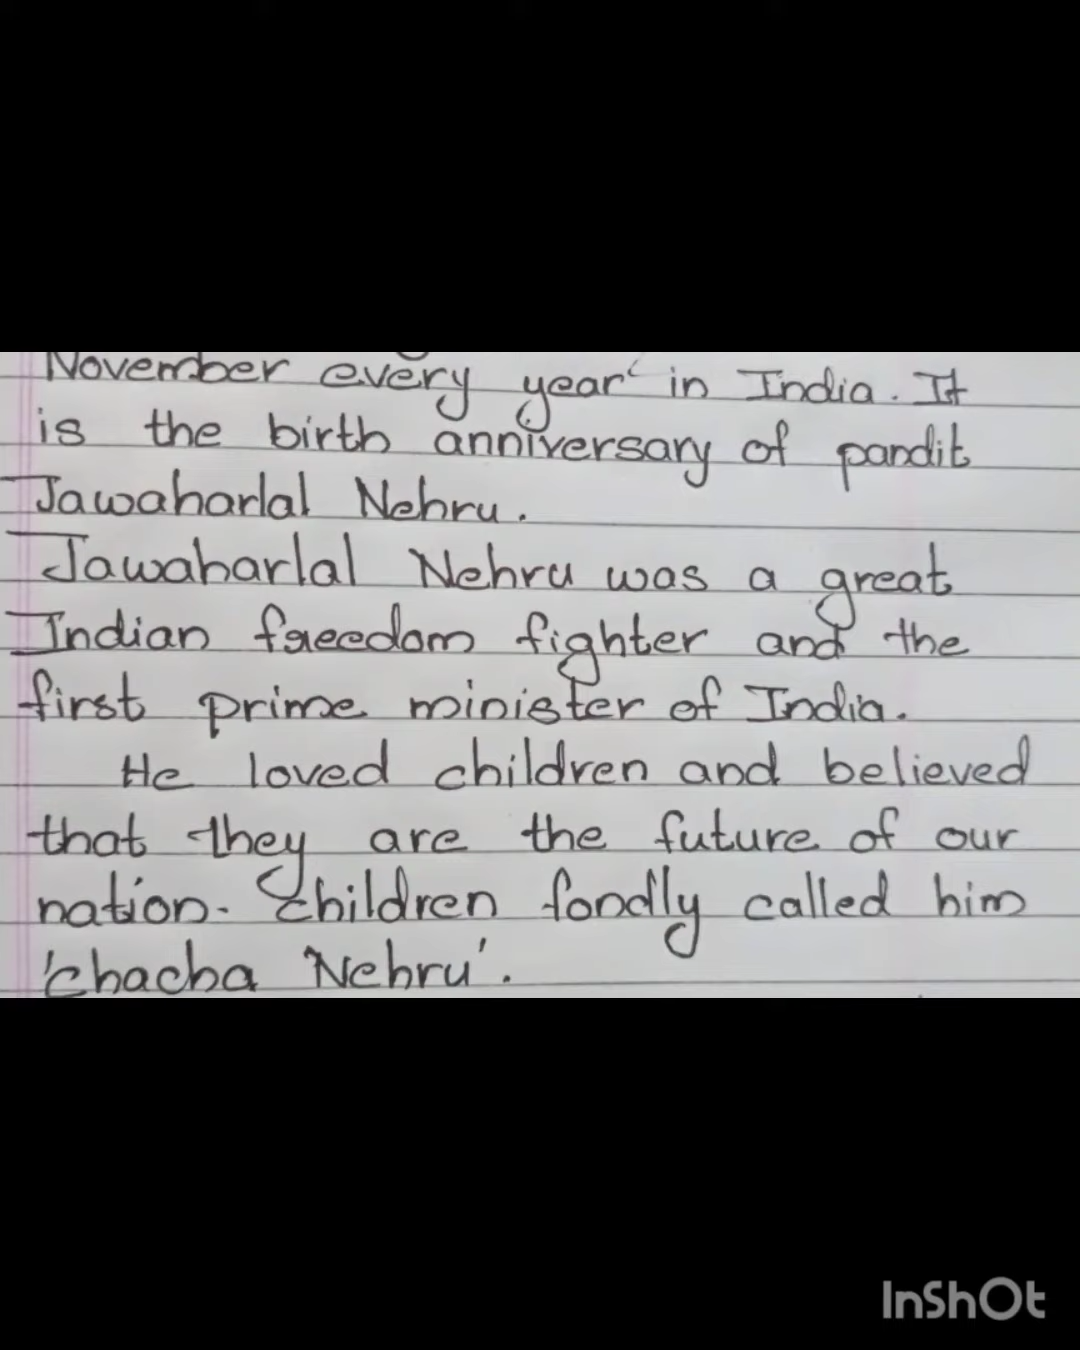 November every year in India. It
is the birth anniversary of pandit
Jawaharlal Nehru.
Jawaharlal Nehru was a great
Indian freedom fighter and the
first prime minister of India.
He loved children and believed
that they are the future of our
nation. Children fondly called him
'chacha Nehru'.
InShOt